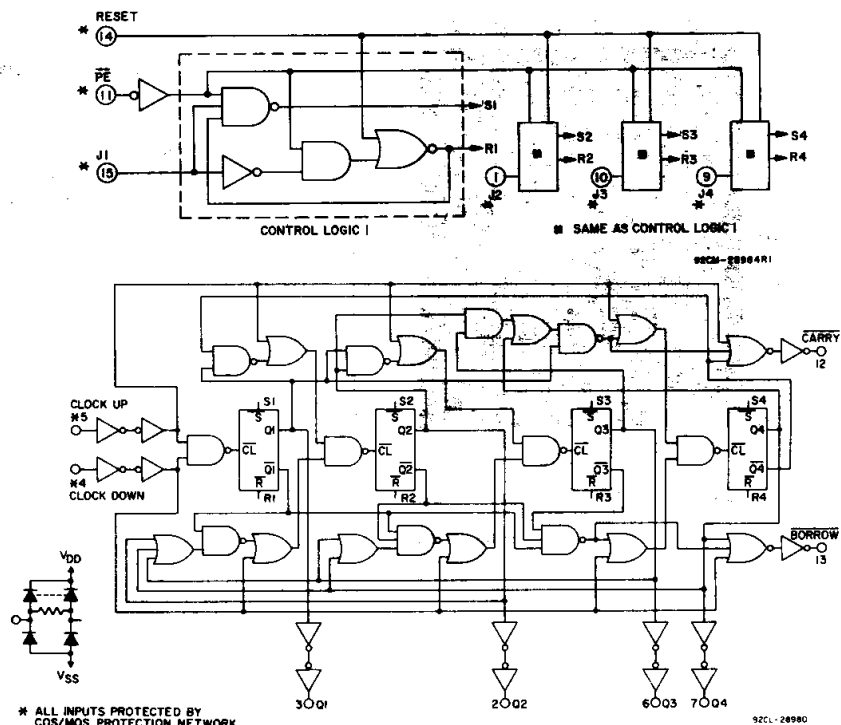 RESET
* 14
PE
* 11
J1
* 15
S1
R1
CONTROL LOGIC 1
S2
R2
1
* J2
S3
R3
10
* J3
S4
R4
9
* J4
■ SAME AS CONTROL LOGIC 1
92CM-28984R1
CARRY
12
CLOCK UP
*5
*4
CLOCK DOWN
S1
S
Q1
CL
Q1
R
R1
S2
S
Q2
CL
Q2
R
R2
S3
S
Q3
CL
Q3
R
R3
S4
S
Q4
CL
Q4
R
R4
BORROW
13
VDD
VSS
3 Q1
2 Q2
6 Q3
7 Q4
* ALL INPUTS PROTECTED BY
COS/MOS PROTECTION NETWORK
92CL-28980